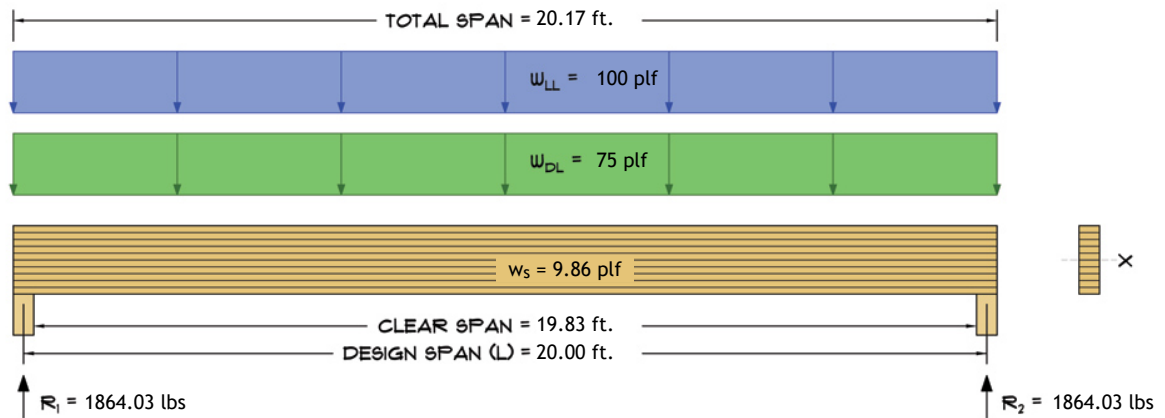 TOTAL SPAN = 20.17 ft.
WLL = 100 plf
WDL = 75 plf
ws = 9.86 plf
X
CLEAR SPAN = 19.83 ft.
DESIGN SPAN (L) = 20.00 ft.
R1 = 1864.03 lbs
R2 = 1864.03 lbs